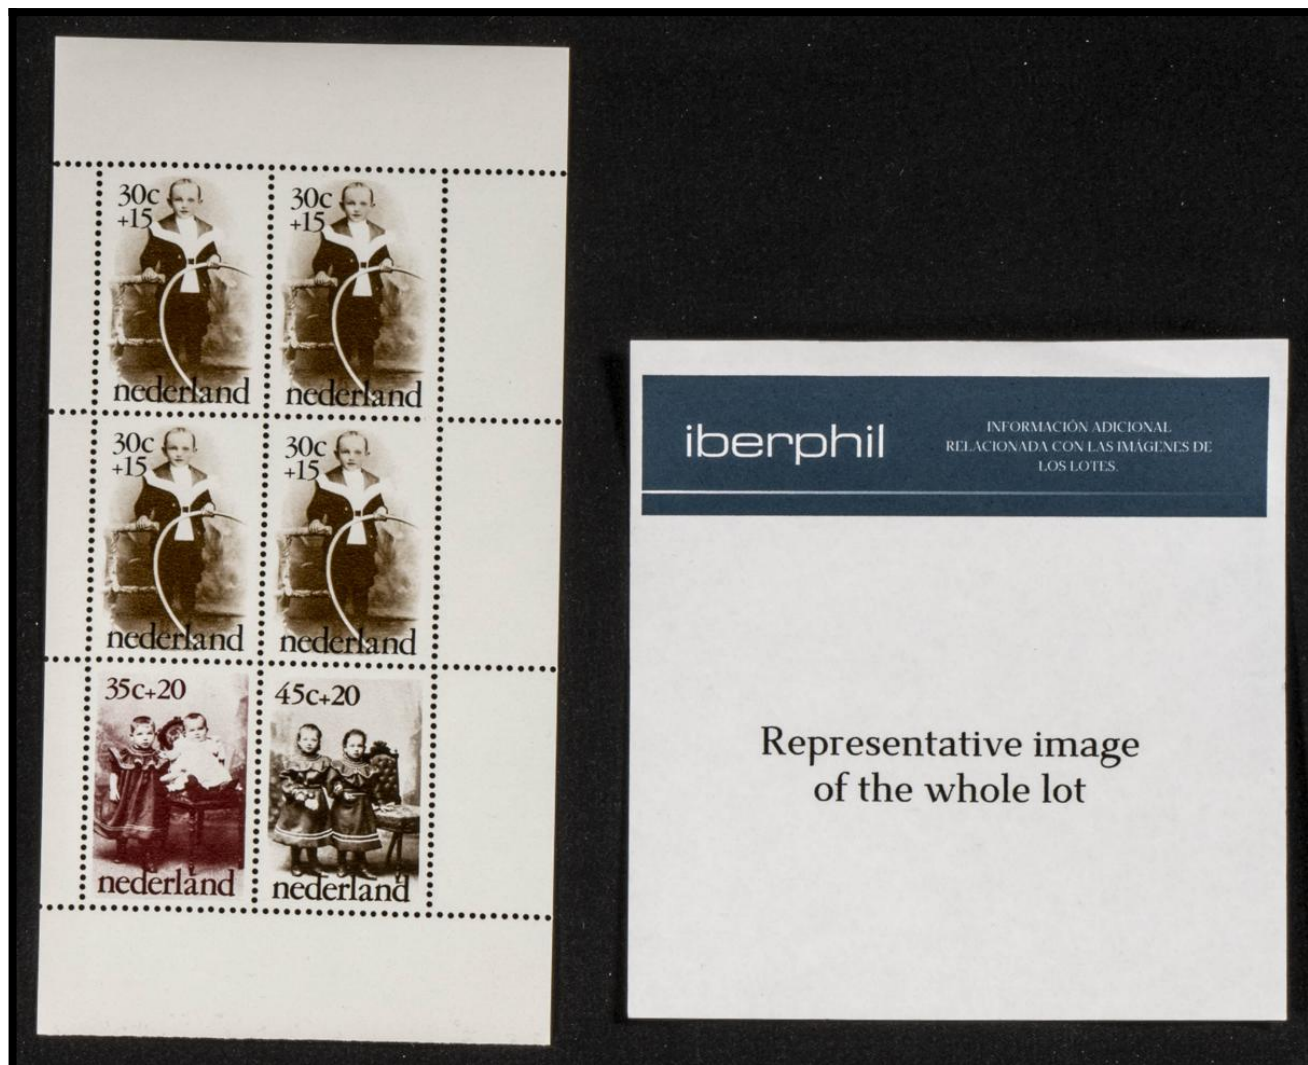 30c
+15
nederland
30c
+15
nederland
30c
+15
nederland
30c
+15
nederland
35c+20
nederland
45c+20
nederland
iberphil
INFORMACIÓN ADICIONAL
RELACIONADA CON LAS IMÁGENES DE
LOS LOTES.
Representative image
of the whole lot